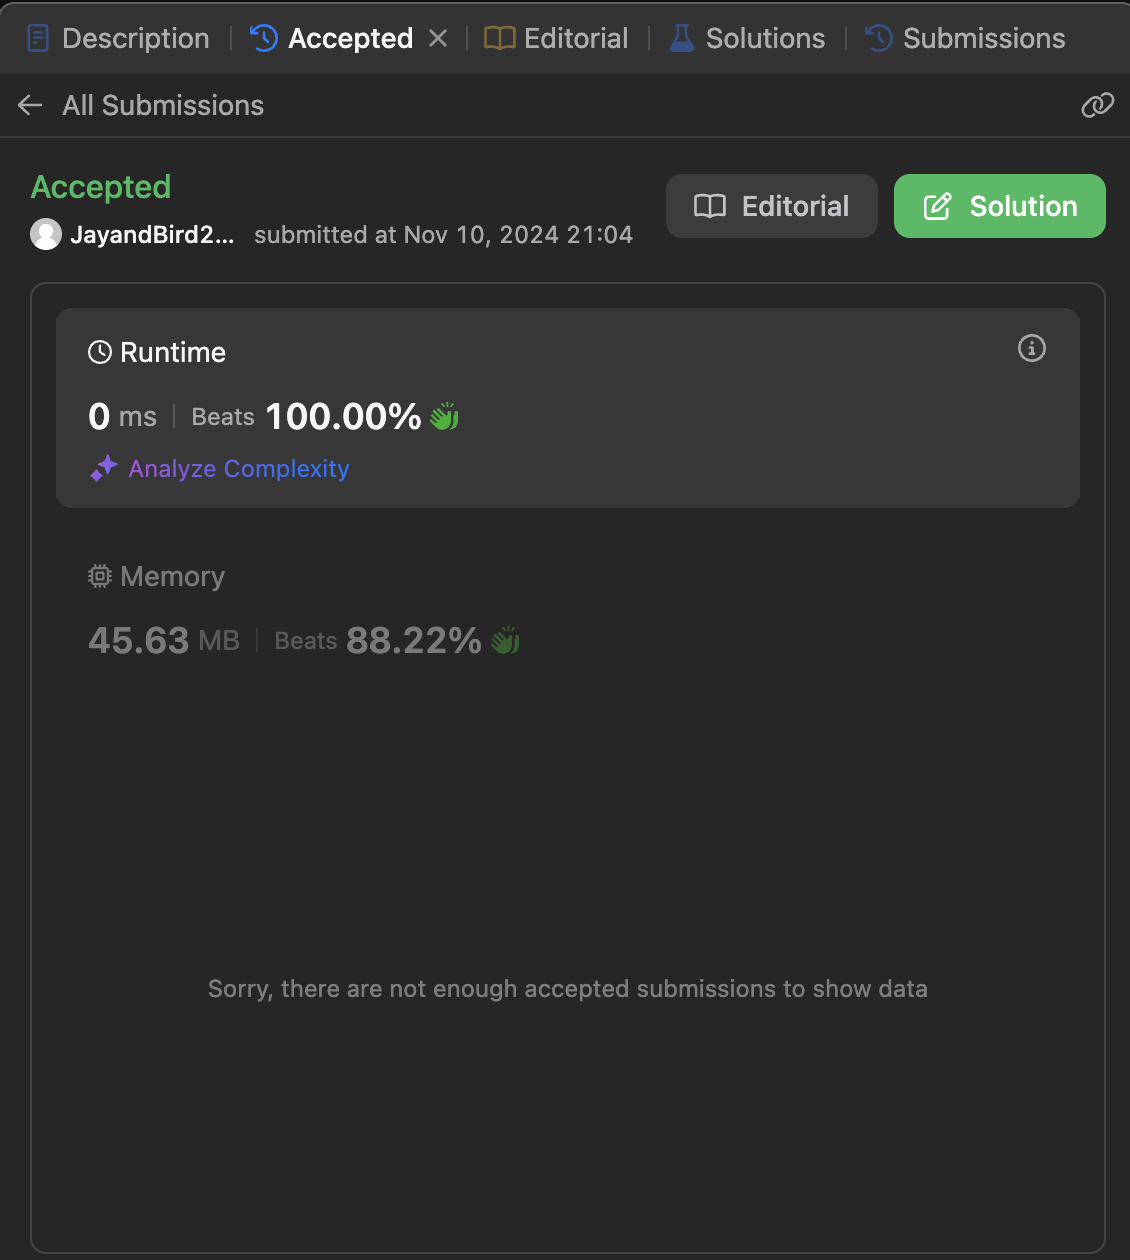 Description Accepted Editorial Solutions Submissions
All Submissions
Accepted
JayandBird2... submitted at Nov 10, 2024 21:04
Editorial
Solution
Runtime
0 ms Beats 100.00%
Analyze Complexity
Memory
45.63 MB Beats 88.22%
Sorry, there are not enough accepted submissions to show data